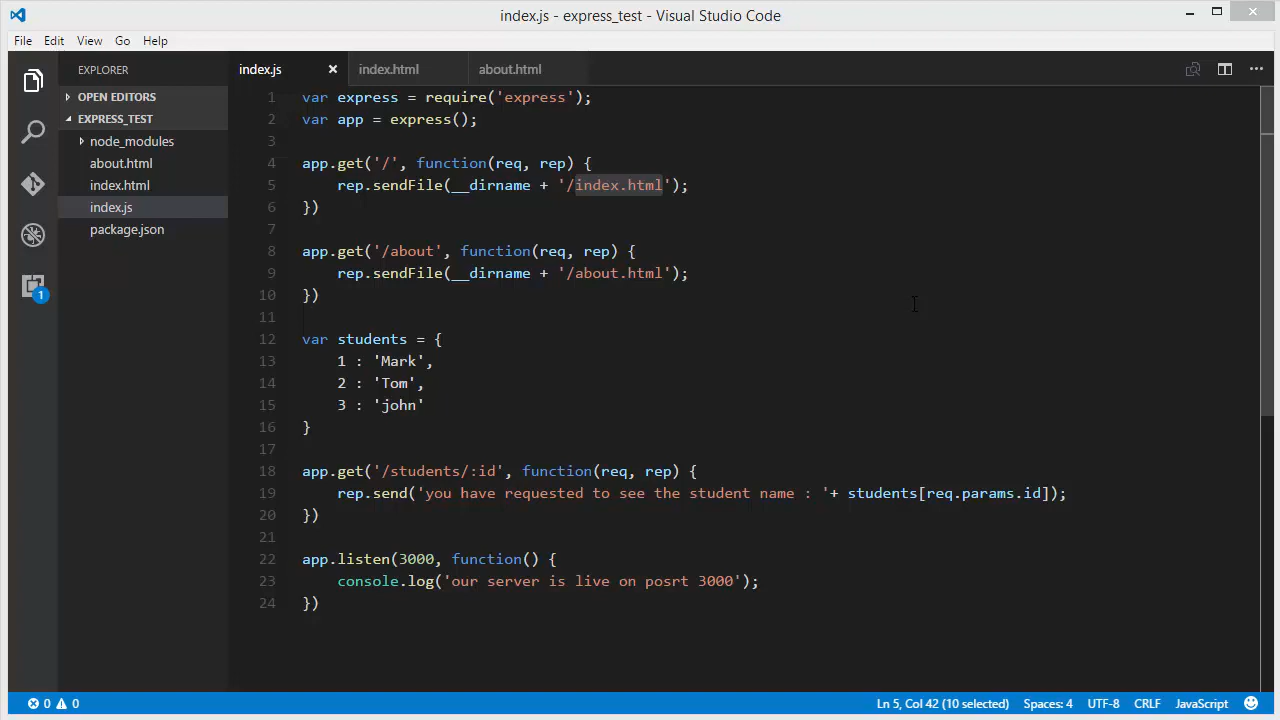 index.js - express_test - Visual Studio Code
File Edit View Go Help
EXPLORER
OPEN EDITORS
EXPRESS_TEST
node_modules
about.html
index.html
index.js
package.json
1
index.js index.html about.html
1 var express = require('express');
2 var app = express();
3
4 app.get('/', function(req, rep) {
5 rep.sendFile(__dirname + '/index.html');
6 })
7
8 app.get('/about', function(req, rep) {
9 rep.sendFile(__dirname + '/about.html');
10 })
11
12 var students = {
13 1 : 'Mark',
14 2 : 'Tom',
15 3 : 'john'
16 }
17
18 app.get('/students/:id', function(req, rep) {
19 rep.send('you have requested to see the student name : '+ students[req.params.id]);
20 })
21
22 app.listen(3000, function() {
23 console.log('our server is live on posrt 3000');
24 })
0 0 Ln 5, Col 42 (10 selected) Spaces: 4 UTF-8 CRLF JavaScript